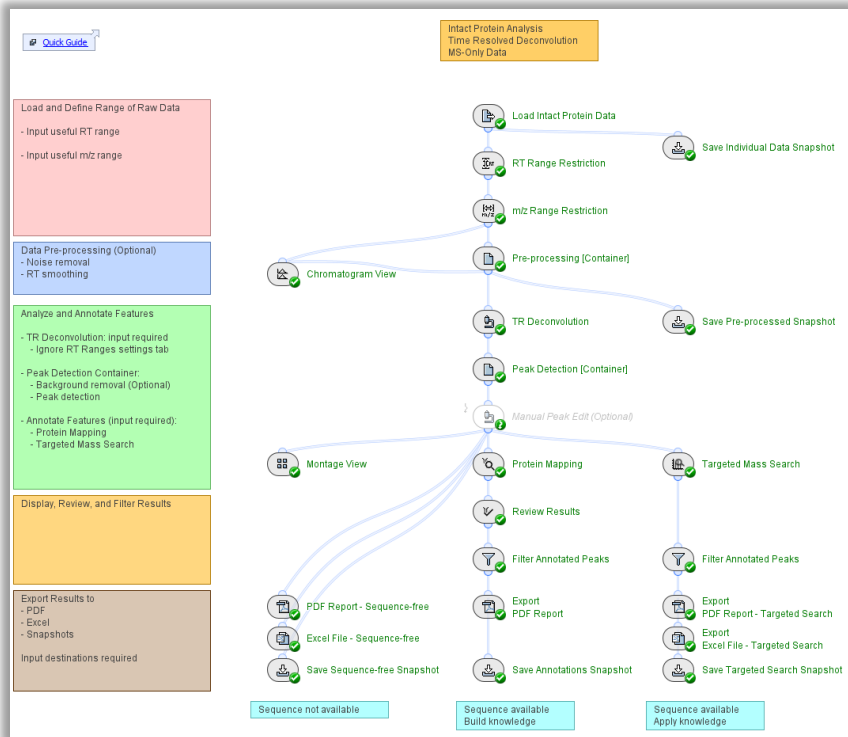 Quick Guide
Intact Protein Analysis
Time Resolved Deconvolution
MS-Only Data
Load and Define Range of Raw Data
- Input useful RT range
- Input useful m/z range
Data Pre-processing (Optional)
- Noise removal
- RT smoothing
Analyze and Annotate Features
- TR Deconvolution: input required
- Ignore RT Ranges settings tab
- Peak Detection Container:
- Background removal (Optional)
- Peak detection
- Annotate Features (input required):
- Protein Mapping
- Targeted Mass Search
Display, Review, and Filter Results
Export Results to
- PDF
- Excel
- Snapshots
Input destinations required
Load Intact Protein Data
Save Individual Data Snapshot
RT Range Restriction
m/z Range Restriction
Pre-processing [Container]
Chromatogram View
TR Deconvolution
Save Pre-processed Snapshot
Peak Detection [Container]
Manual Peak Edit (Optional)
Montage View
Protein Mapping
Targeted Mass Search
Review Results
Filter Annotated Peaks
Filter Annotated Peaks
PDF Report - Sequence-free
Export
PDF Report
Export
PDF Report - Targeted Search
Excel File - Sequence-free
Export
Excel File - Targeted Search
Save Sequence-free Snapshot
Save Annotations Snapshot
Save Targeted Search Snapshot
Sequence not available
Sequence available
Build knowledge
Sequence available
Apply knowledge